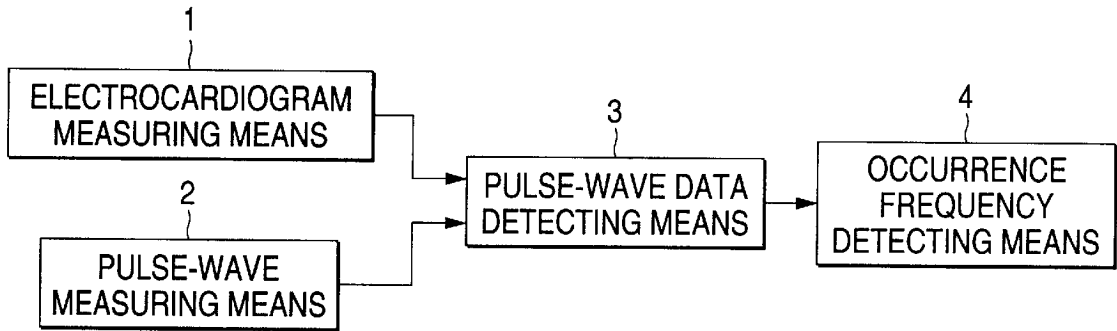 1
ELECTROCARDIOGRAM
MEASURING MEANS
2
PULSE-WAVE
MEASURING MEANS
3
PULSE-WAVE DATA
DETECTING MEANS
4
OCCURRENCE
FREQUENCY
DETECTING MEANS